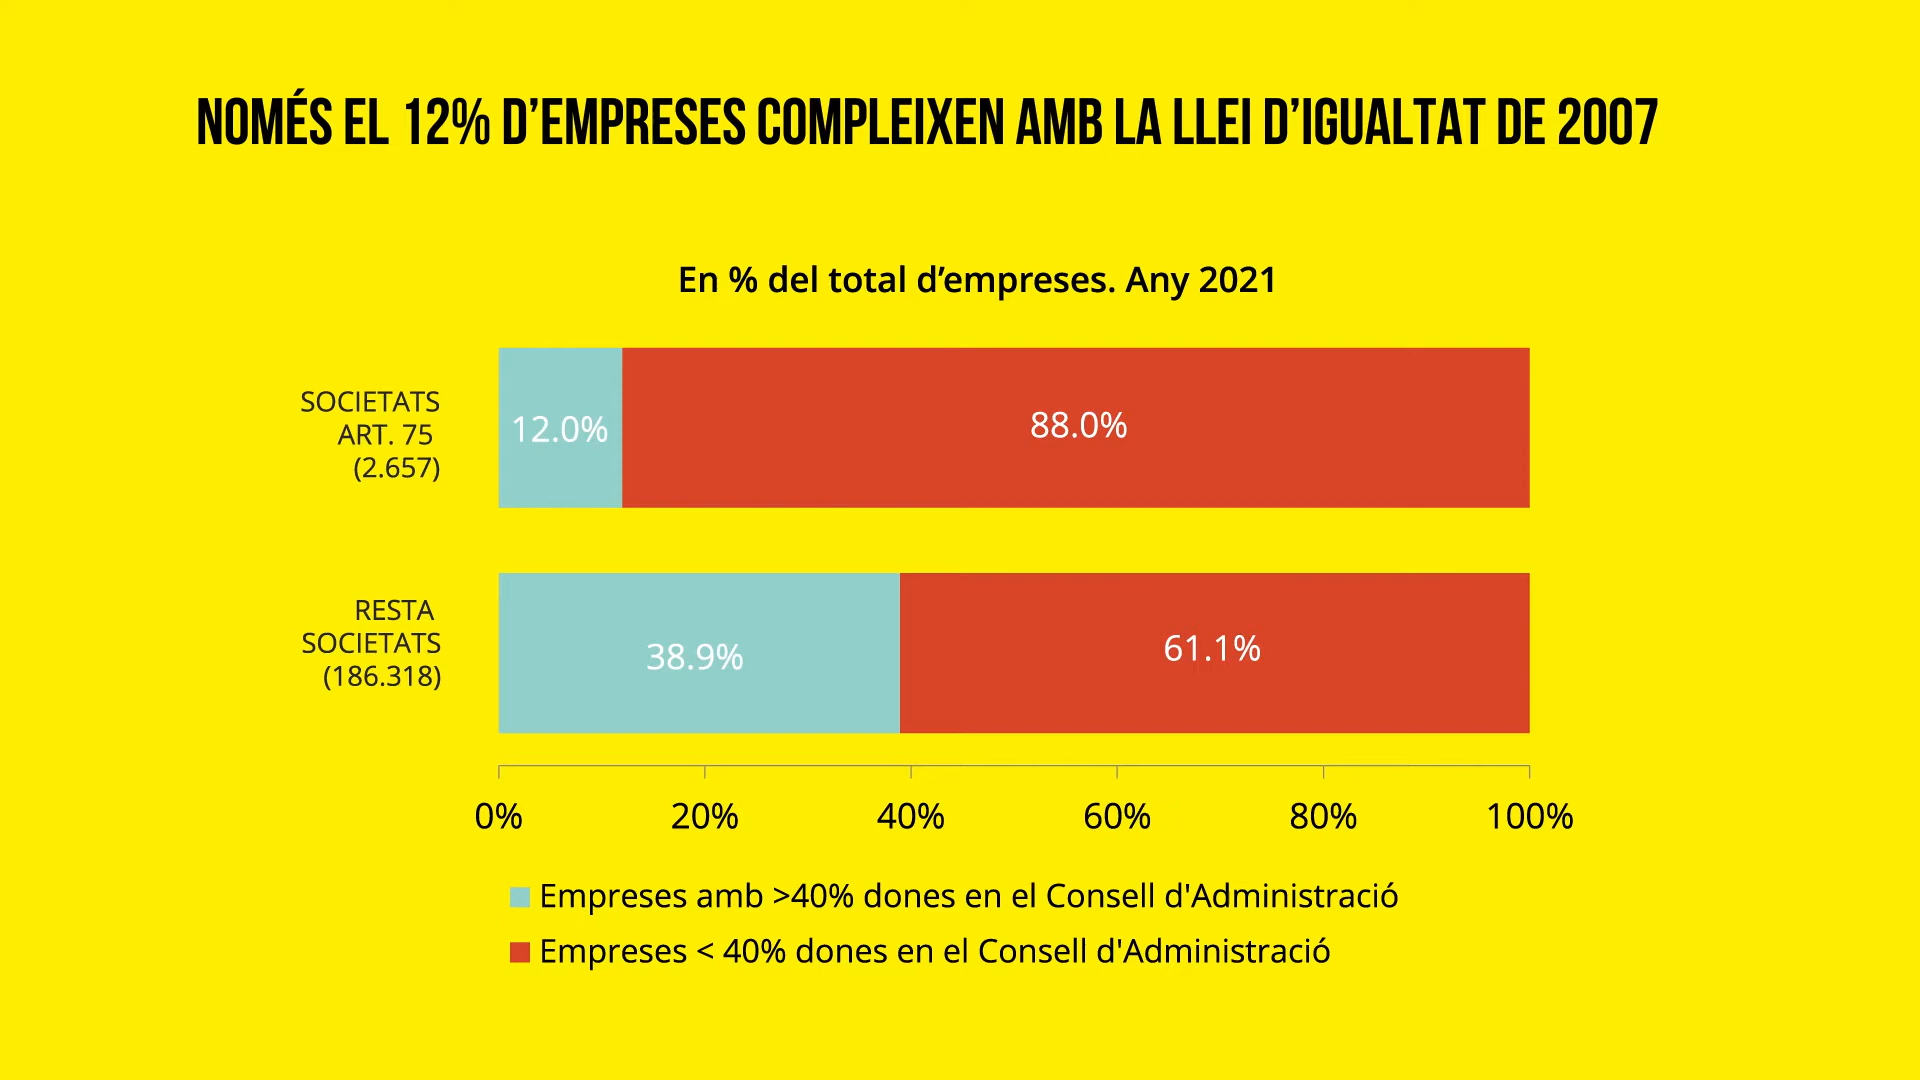 NOMÉS EL 12% D’EMPRESES COMPLEIXEN AMB LA LLEI D’IGUALTAT DE 2007
En % del total d’empreses. Any 2021
SOCIETATS
ART. 75
(2.657)
12.0%
88.0%
RESTA
SOCIETATS
(186.318)
38.9%
61.1%
0%
20%
40%
60%
80%
100%
Empreses amb >40% dones en el Consell d'Administració
Empreses < 40% dones en el Consell d'Administració